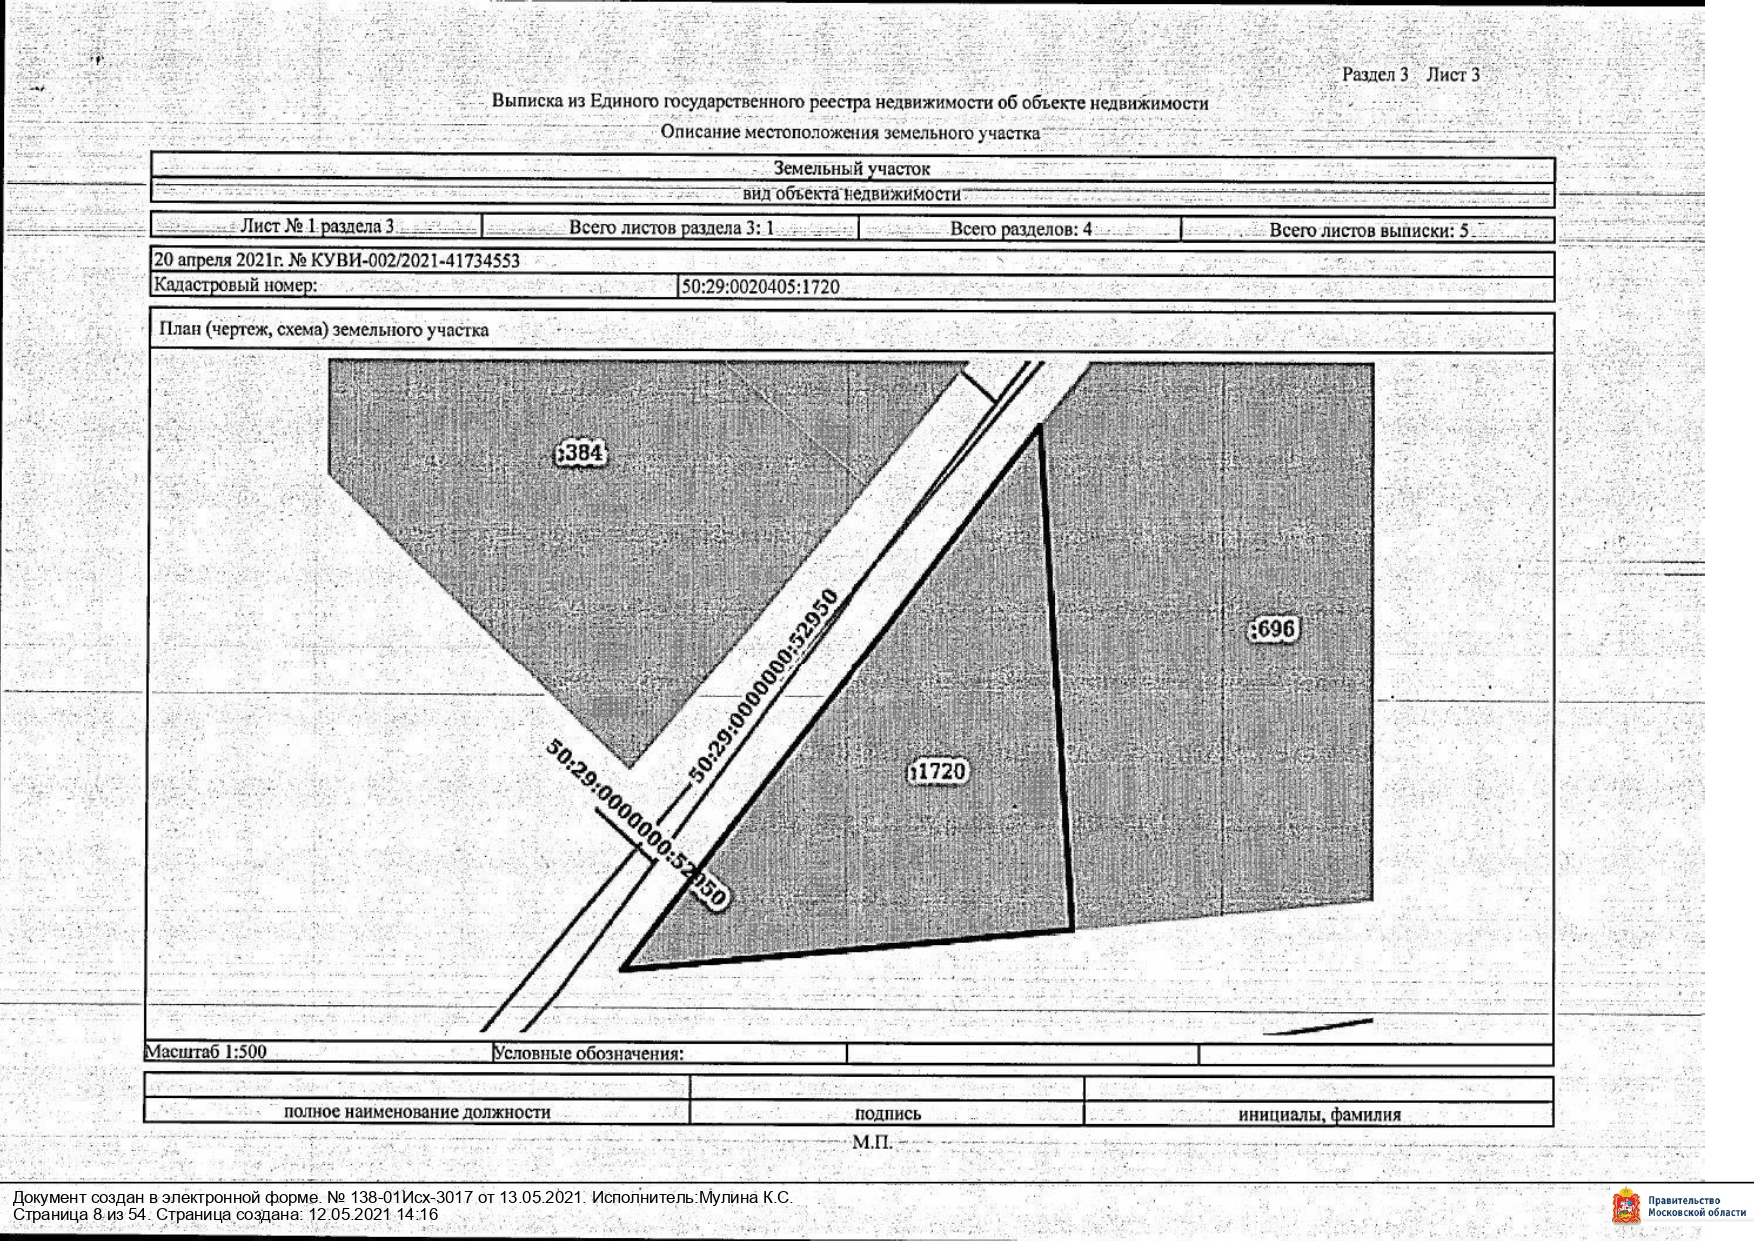 Раздел 3 Лист 3
Выписка из Единого государственного реестра недвижимости об объекте недвижимости
Описание местоположения земельного участка
Земельный участок
вид объекта недвижимости
Лист № 1 раздела 3 Всего листов раздела 3: 1 Всего разделов: 4 Всего листов выписки: 5
20 апреля 2021г. № КУВИ-002/2021-41734553
Кадастровый номер: 50:29:0020405:1720
План (чертеж, схема) земельного участка
:384
50:29:0000000:52950
:696
50:29:0000000:52950
:1720
Масштаб 1:500 Условные обозначения:
полное наименование должности подпись инициалы, фамилия
М.П.
Документ создан в электронной форме. № 138-01Исх-3017 от 13.05.2021. Исполнитель:Мулина К.С.
Страница 8 из 54. Страница создана: 12.05.2021 14:16
Правительство
Московской области